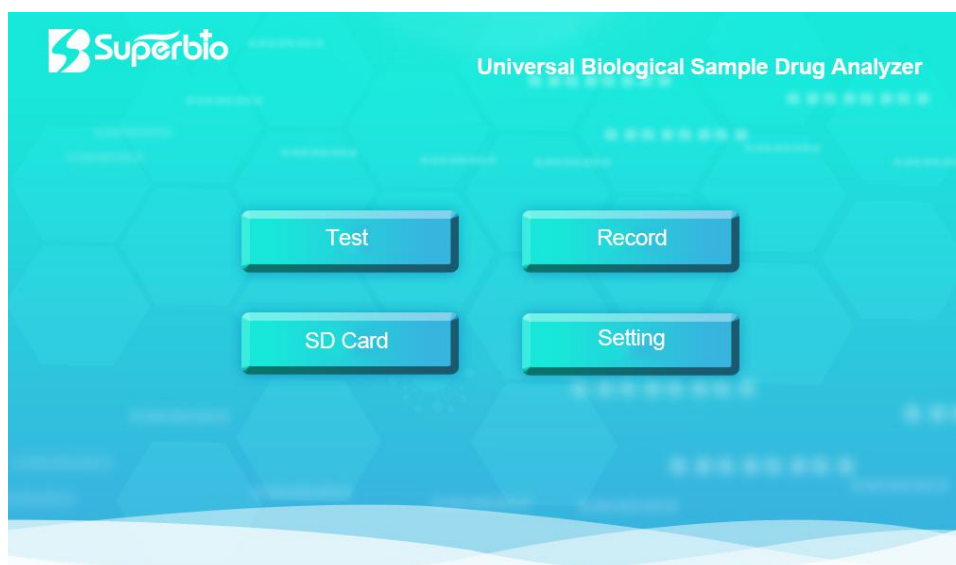 Superbio
Universal Biological Sample Drug Analyzer
Test
Record
SD Card
Setting